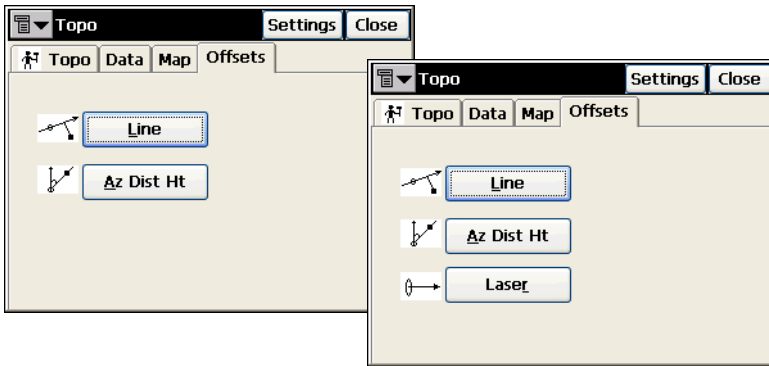 Topo Settings Close
Topo Data Map Offsets
Line
Az Dist Ht
Topo Settings Close
Topo Data Map Offsets
Line
Az Dist Ht
Laser